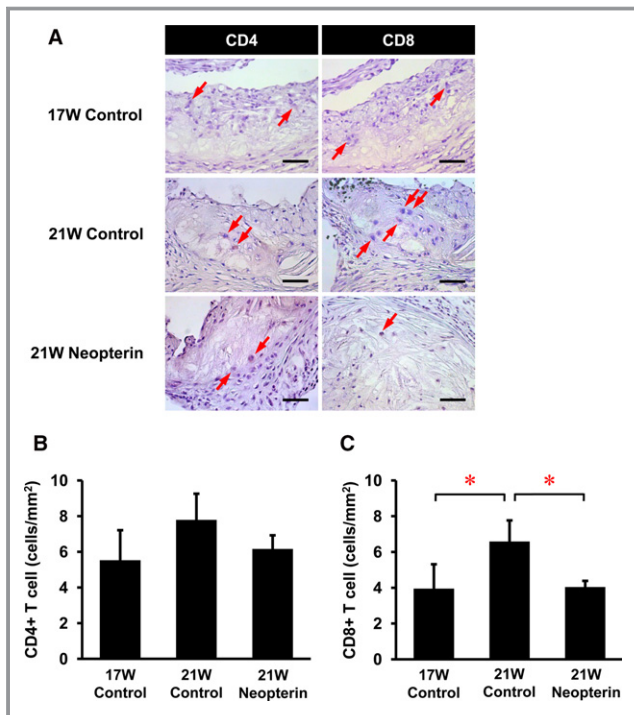 A
CD4 CD8
17W Control
21W Control
21W Neopterin
B
CD4+ T cell (cells/mm²)
10
8
6
4
2
0
17W Control
21W Control
21W Neopterin
C
CD8+ T cell (cells/mm²)
10
8
6
4
2
0
* *
17W Control
21W Control
21W Neopterin